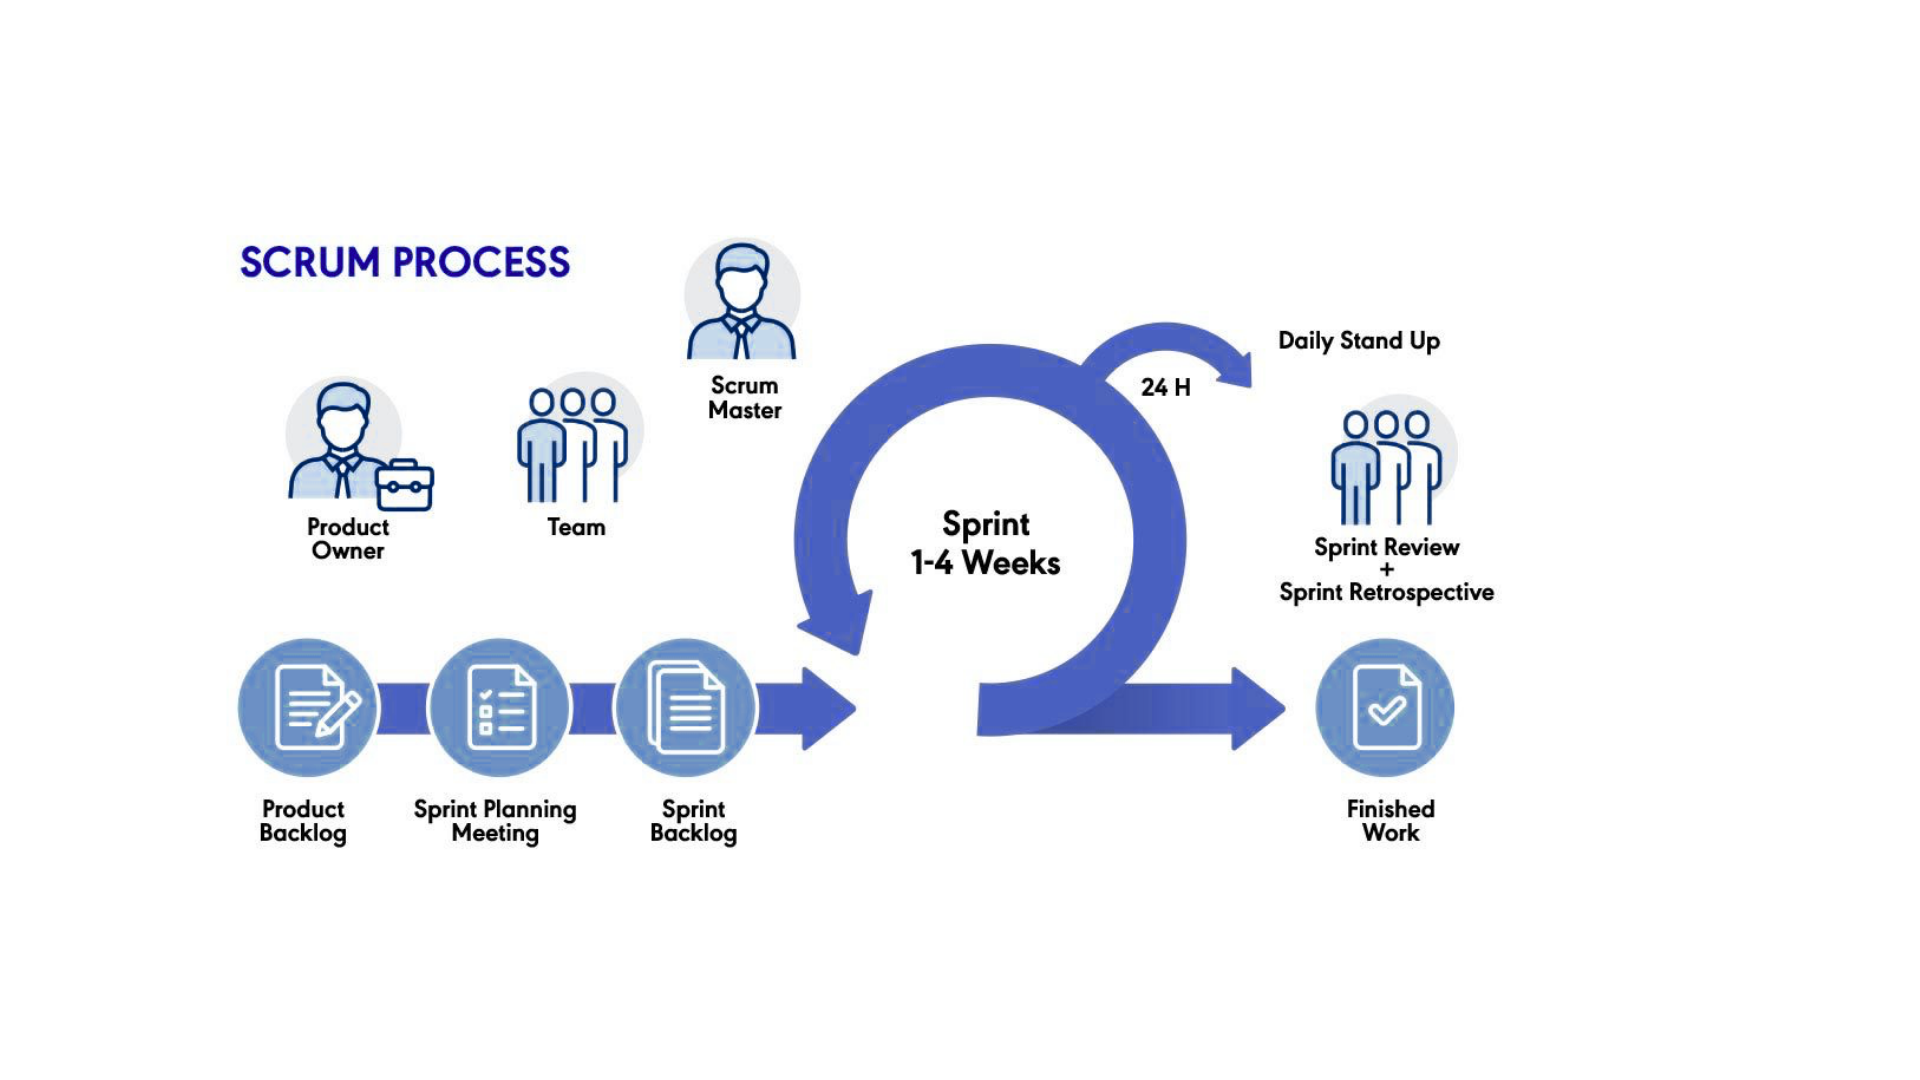 SCRUM PROCESS
Scrum
Master
Product
Owner
Team
Daily Stand Up
24 H
Sprint
1-4 Weeks
Sprint Review
+
Sprint Retrospective
Product
Backlog
Sprint Planning
Meeting
Sprint
Backlog
Finished
Work